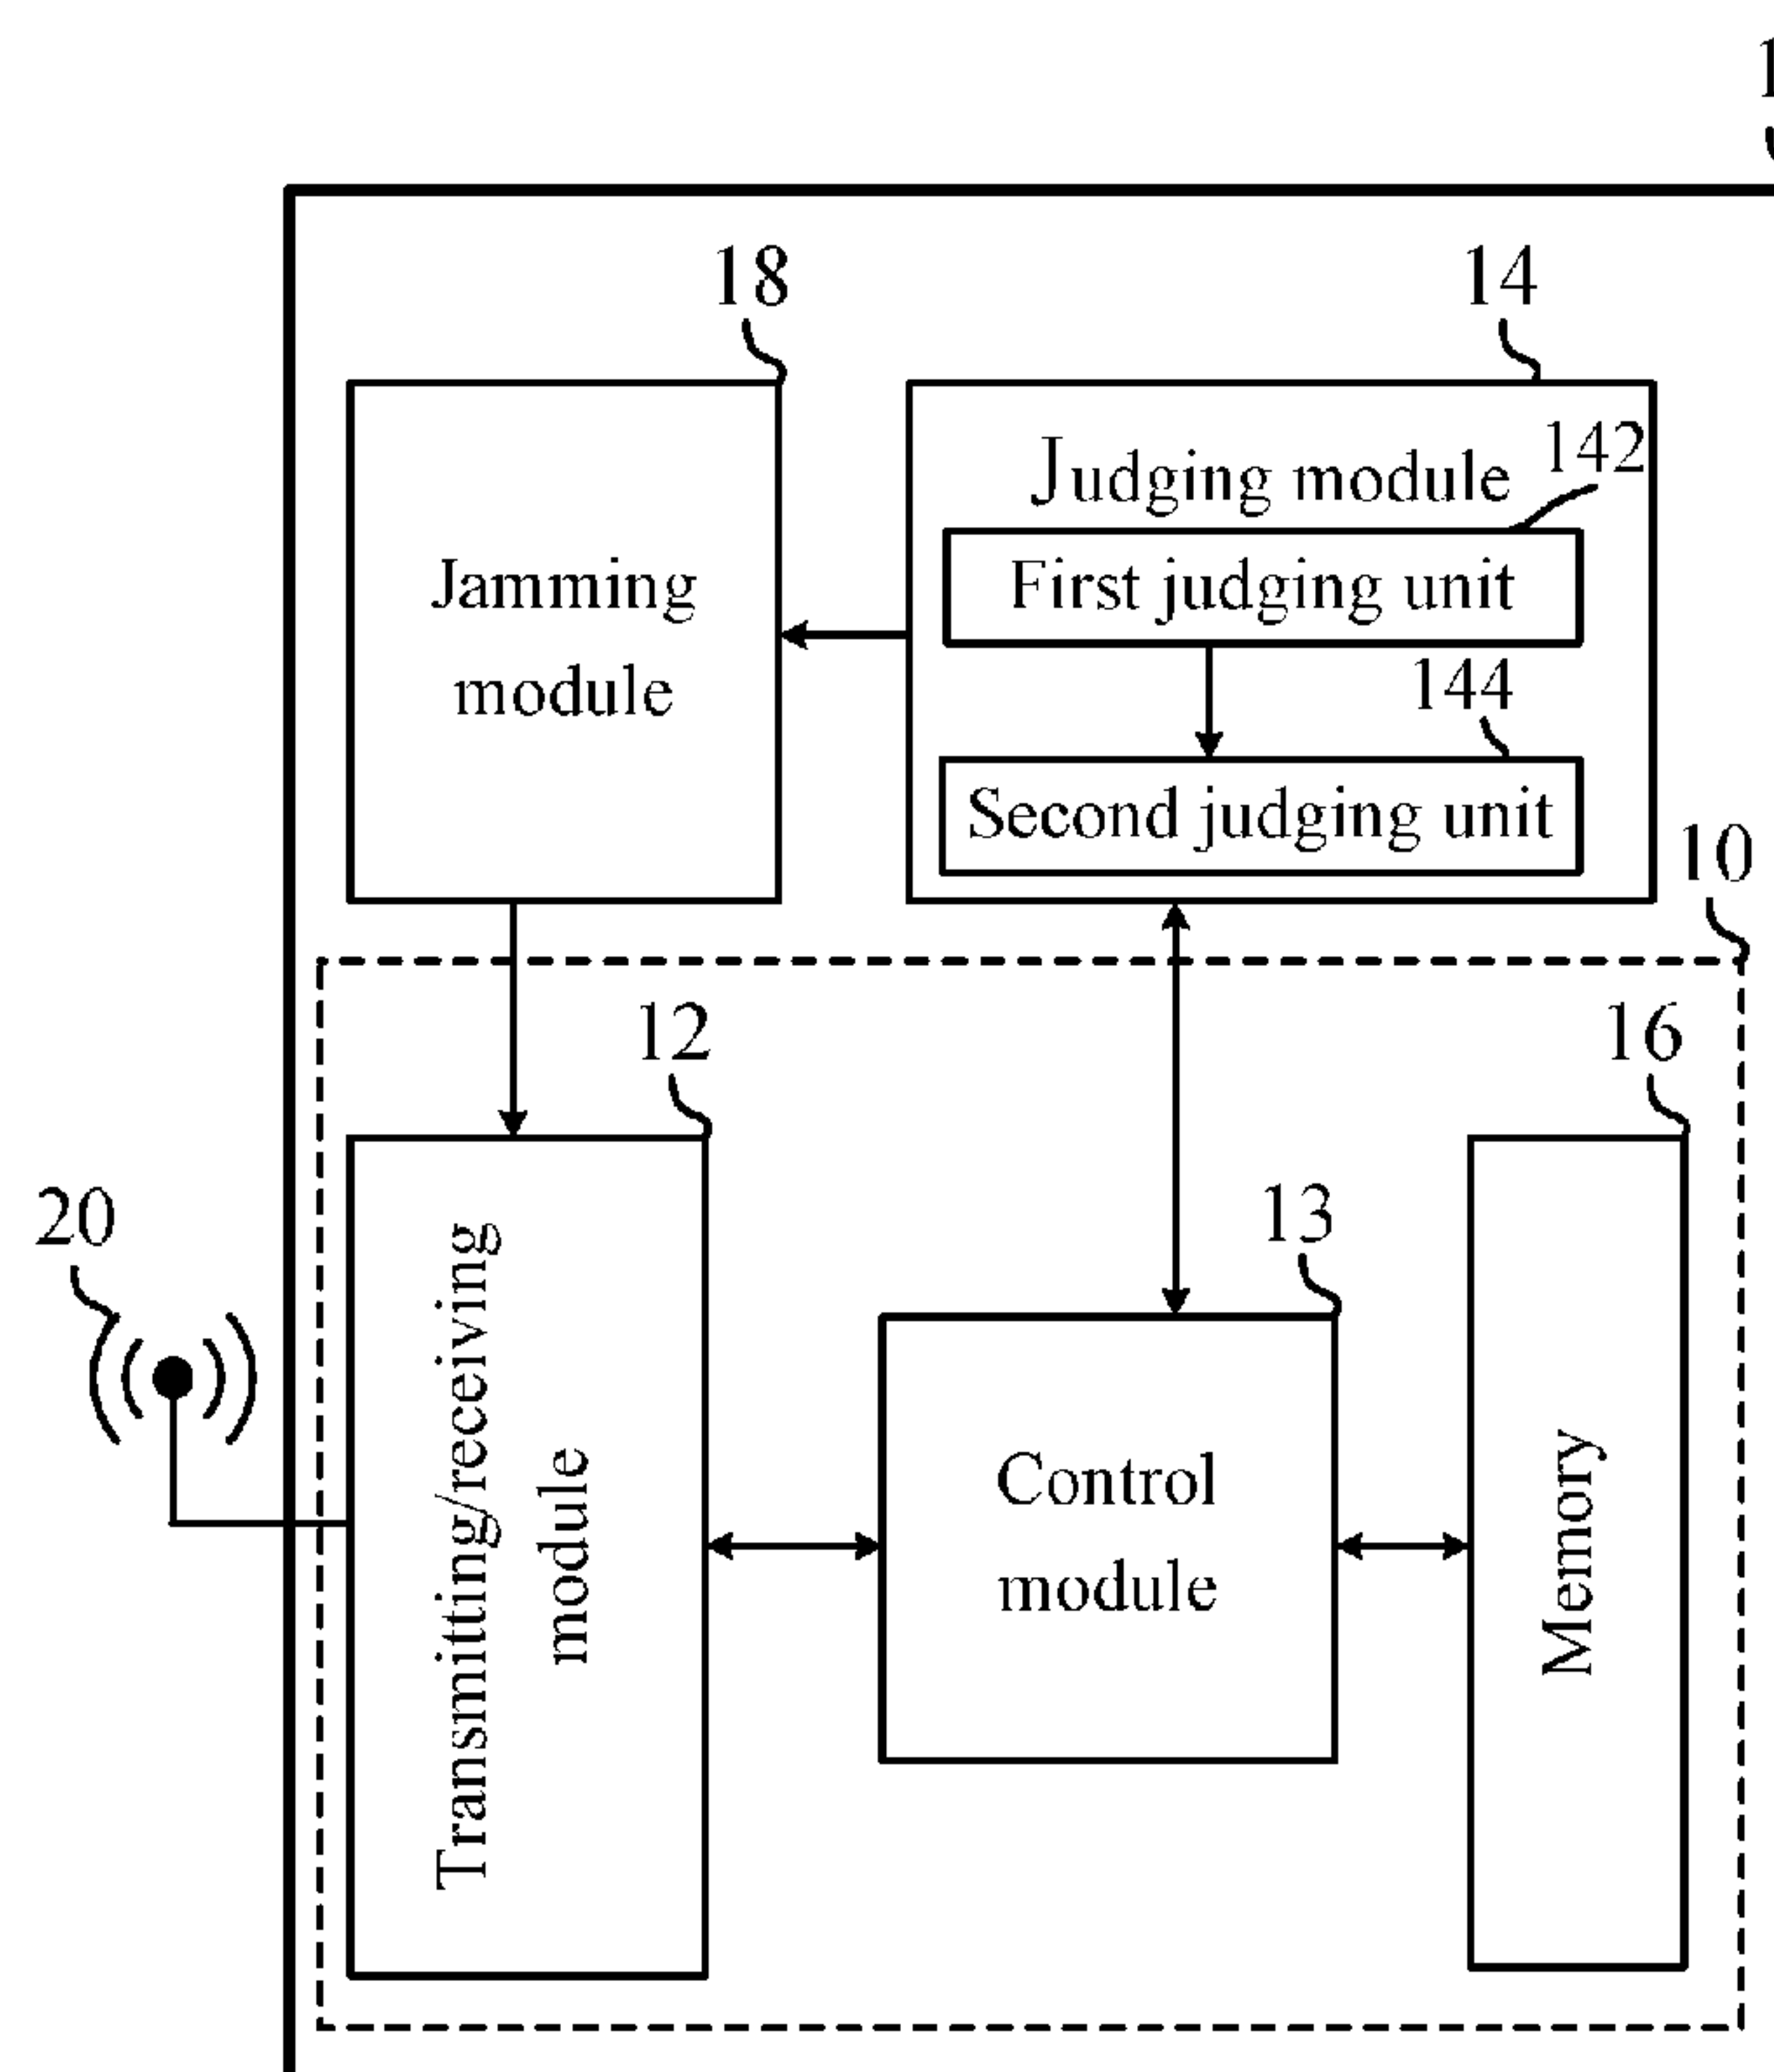 1
18
14
142
Judging module
First judging unit
Jamming
module
144
Second judging unit
10
12
16
20
13
Transmitting/receiving
module
Control
module
Memory